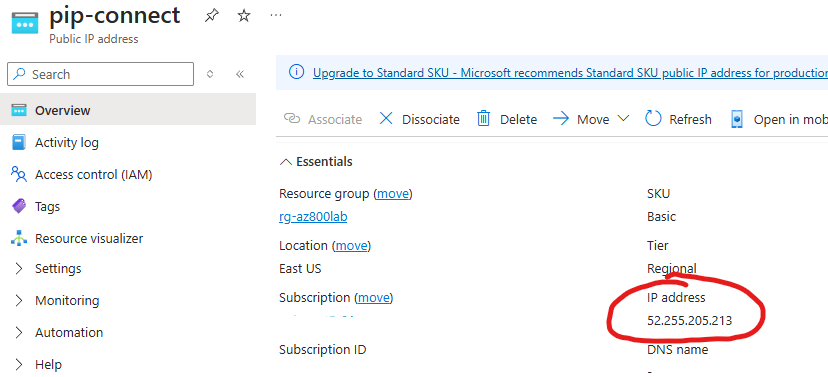 pip-connect
Public IP address
Search
Overview
Activity log
Access control (IAM)
Tags
Resource visualizer
Settings
Monitoring
Automation
Help
Upgrade to Standard SKU - Microsoft recommends Standard SKU public IP address for production
Associate Dissociate Delete Move Refresh Open in mob
Essentials
Resource group (move)
rg-az800lab
Location (move)
East US
Subscription (move)
Subscription ID
SKU
Basic
Tier
Regional
IP address
52.255.205.213
DNS name
-